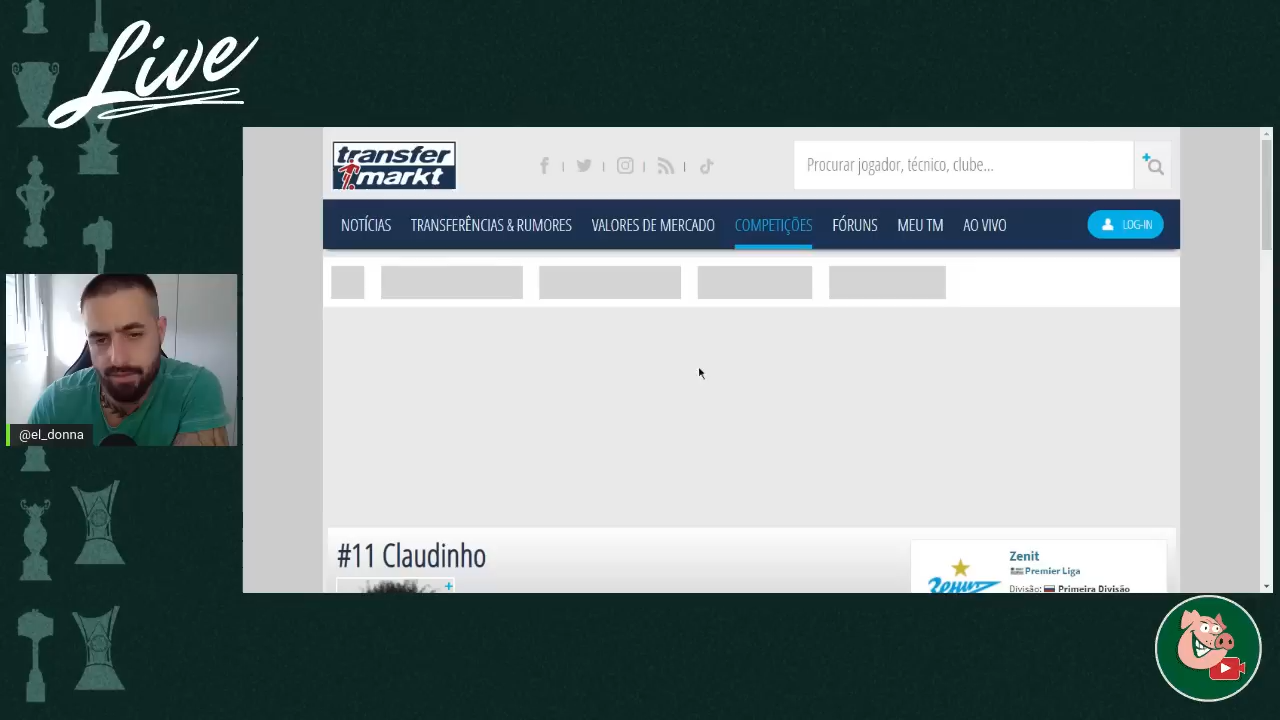 Live
transfer
markt
Procurar jogador, técnico, clube...
NOTÍCIAS TRANSFERÊNCIAS & RUMORES VALORES DE MERCADO COMPETIÇÕES FÓRUNS MEU TM AO VIVO LOG-IN
@el_donna
#11 Claudinho
Zenit
Premier Liga
ЗЕНИТ
Divisão: Primeira Divisão